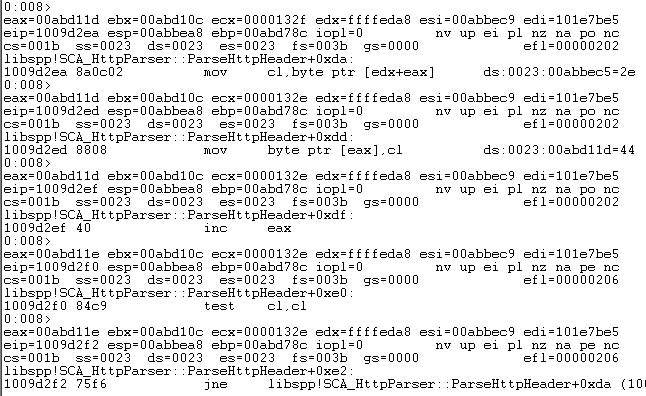 0:008>
eax=00abd11d ebx=00abd10c ecx=0000132f edx=ffffeda8 esi=00abbec9 edi=101e7be5
eip=1009d2ea esp=00abbea8 ebp=00abd78c iopl=0         nv up ei pl nz na po nc
cs=001b  ss=0023  ds=0023  es=0023  fs=003b  gs=0000             efl=00000202
libspp!SCA_HttpParser::ParseHttpHeader+0xda:
1009d2ea 8a0c02          mov     cl,byte ptr [edx+eax]      ds:0023:00abbec5=2e
0:008>
eax=00abd11d ebx=00abd10c ecx=0000132e edx=ffffeda8 esi=00abbec9 edi=101e7be5
eip=1009d2ed esp=00abbea8 ebp=00abd78c iopl=0         nv up ei pl nz na po nc
cs=001b  ss=0023  ds=0023  es=0023  fs=003b  gs=0000             efl=00000202
libspp!SCA_HttpParser::ParseHttpHeader+0xdd:
1009d2ed 8808            mov     byte ptr [eax],cl          ds:0023:00abd11d=44
0:008>
eax=00abd11d ebx=00abd10c ecx=0000132e edx=ffffeda8 esi=00abbec9 edi=101e7be5
eip=1009d2ef esp=00abbea8 ebp=00abd78c iopl=0         nv up ei pl nz na po nc
cs=001b  ss=0023  ds=0023  es=0023  fs=003b  gs=0000             efl=00000202
libspp!SCA_HttpParser::ParseHttpHeader+0xdf:
1009d2ef 40              inc     eax
0:008>
eax=00abd11e ebx=00abd10c ecx=0000132e edx=ffffeda8 esi=00abbec9 edi=101e7be5
eip=1009d2f0 esp=00abbea8 ebp=00abd78c iopl=0         nv up ei pl nz na pe nc
cs=001b  ss=0023  ds=0023  es=0023  fs=003b  gs=0000             efl=00000206
libspp!SCA_HttpParser::ParseHttpHeader+0xe0:
1009d2f0 84c9            test    cl,cl
0:008>
eax=00abd11e ebx=00abd10c ecx=0000132e edx=ffffeda8 esi=00abbec9 edi=101e7be5
eip=1009d2f2 esp=00abbea8 ebp=00abd78c iopl=0         nv up ei pl nz na pe nc
cs=001b  ss=0023  ds=0023  es=0023  fs=003b  gs=0000             efl=00000206
libspp!SCA_HttpParser::ParseHttpHeader+0xe2:
1009d2f2 75f6            jne     libspp!SCA_HttpParser::ParseHttpHeader+0xda